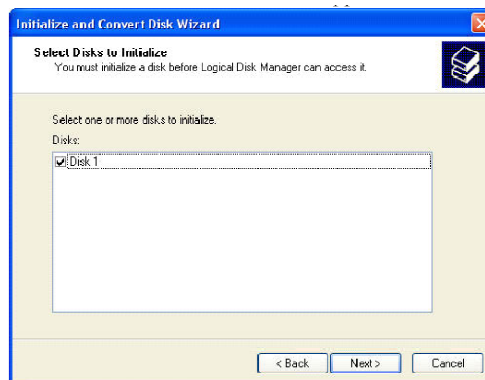 Initialize and Convert Disk Wizard
Select Disks to Initialize
You must initialize a disk before Logical Disk Manager can access it.
Select one or more disks to initialize.
Disks:
Disk 1
< Back
Next >
Cancel